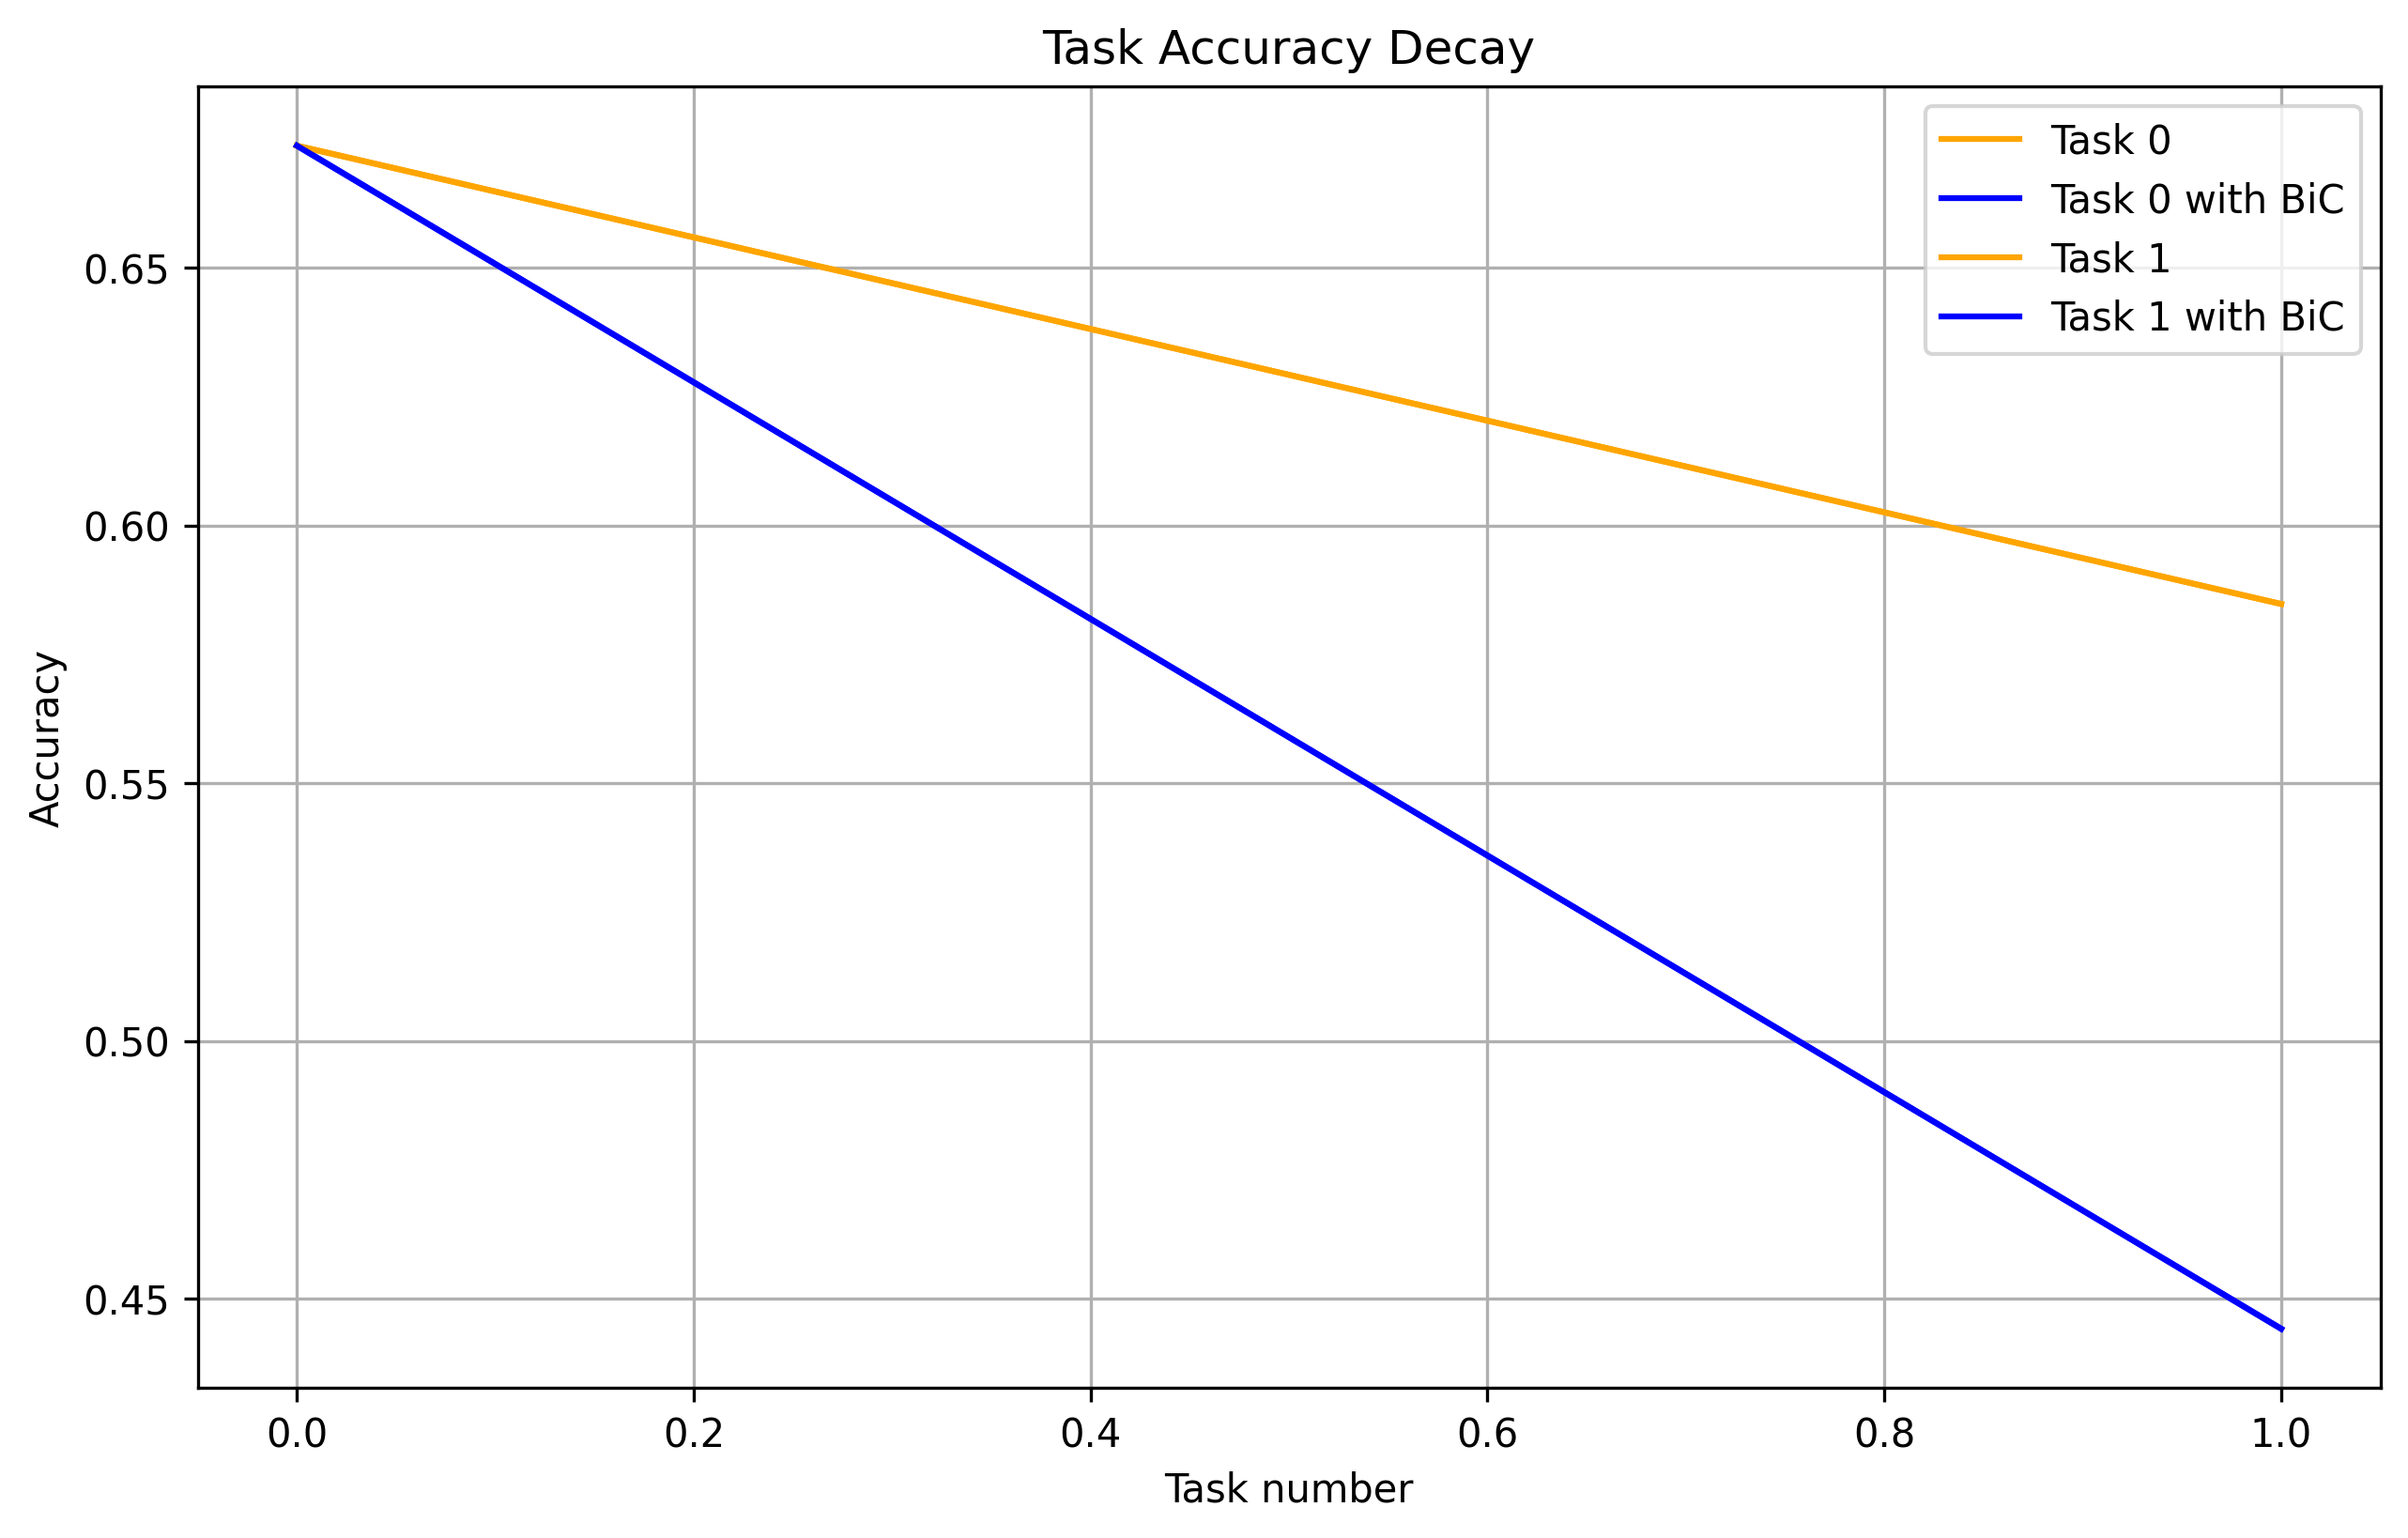 Task Accuracy Decay
Task 0
Task 0 with BiC
Task 1
Task 1 with BiC
Accuracy
0.65
0.60
0.55
0.50
0.45
0.0 0.2 0.4 0.6 0.8 1.0
Task number